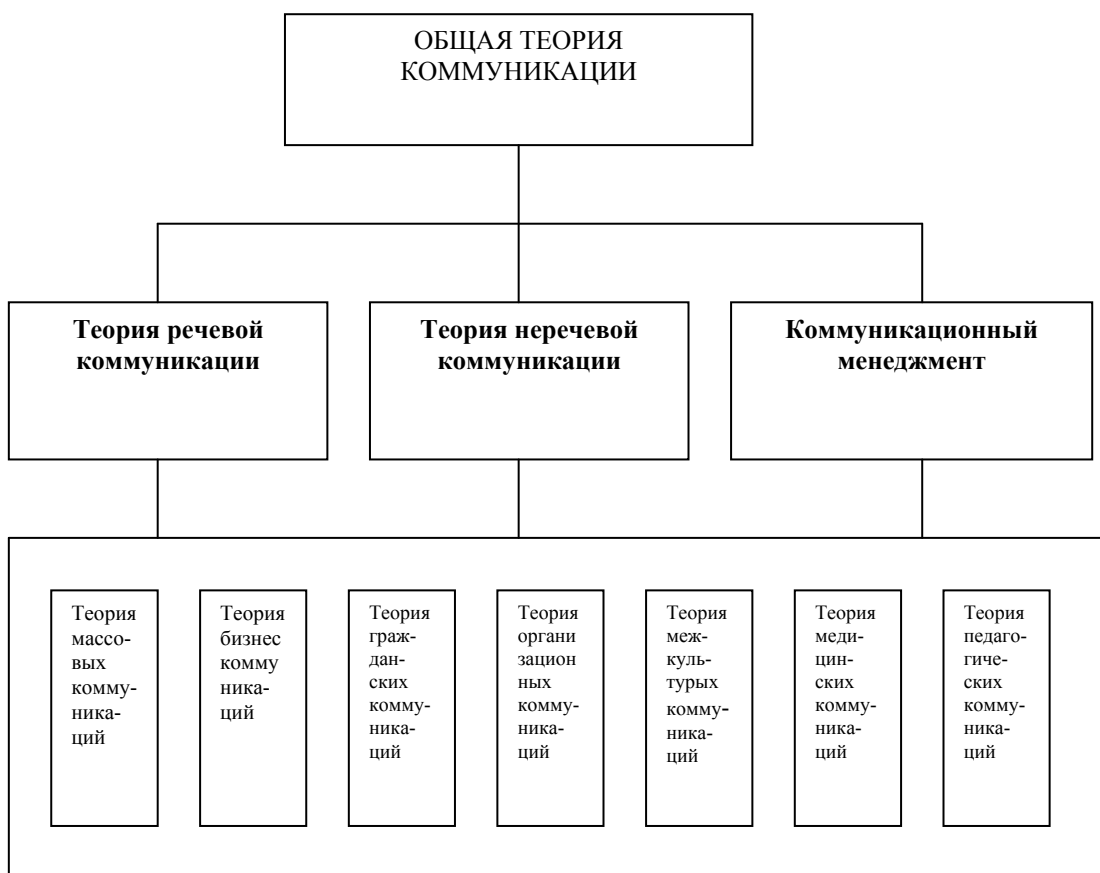 ОБЩАЯ ТЕОРИЯ
КОММУНИКАЦИИ
Теория речевой
коммуникации
Теория неречевой
коммуникации
Коммуникационный
менеджмент
Теория
массо-
вых
комму-
ника-
ций
Теория
бизнес
комму
ника-
ций
Теория
граж-
дан-
ских
комму-
ника-
ций
Теория
органи
зацион
ных
комму-
ника-
ций
Теория
меж-
куль-
турых
комму-
ника-
ций
Теория
меди-
цин-
ских
комму-
ника-
ций
Теория
педаго-
гиче-
ских
комму-
ника-
ций